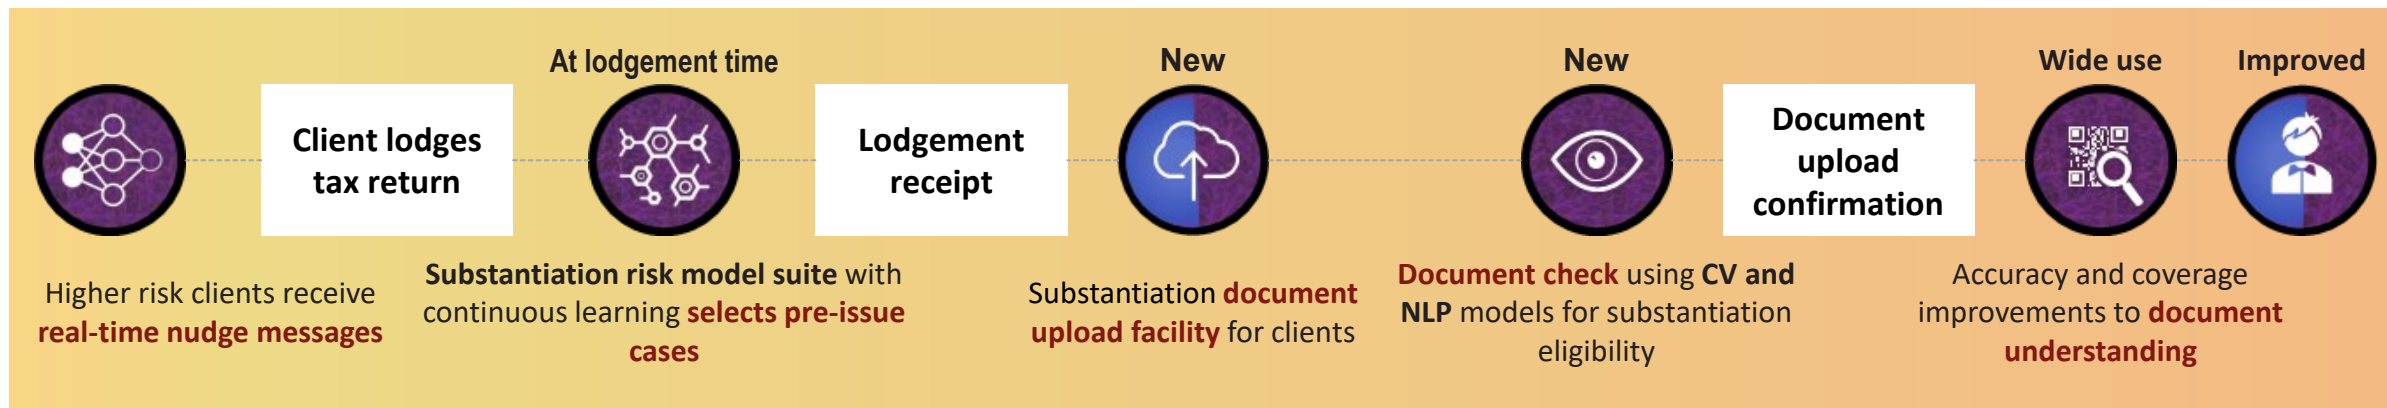 Higher risk clients receive
real-time nudge messages
Client lodges
tax return
At lodgement time
Substantiation risk model suite with
continuous learning selects pre-issue
cases
Lodgement
receipt
New
Substantiation document
upload facility for clients
New
Document check using CV and
NLP models for substantiation
eligibility
Document
upload
confirmation
Wide use
Improved
Accuracy and coverage
improvements to document
understanding